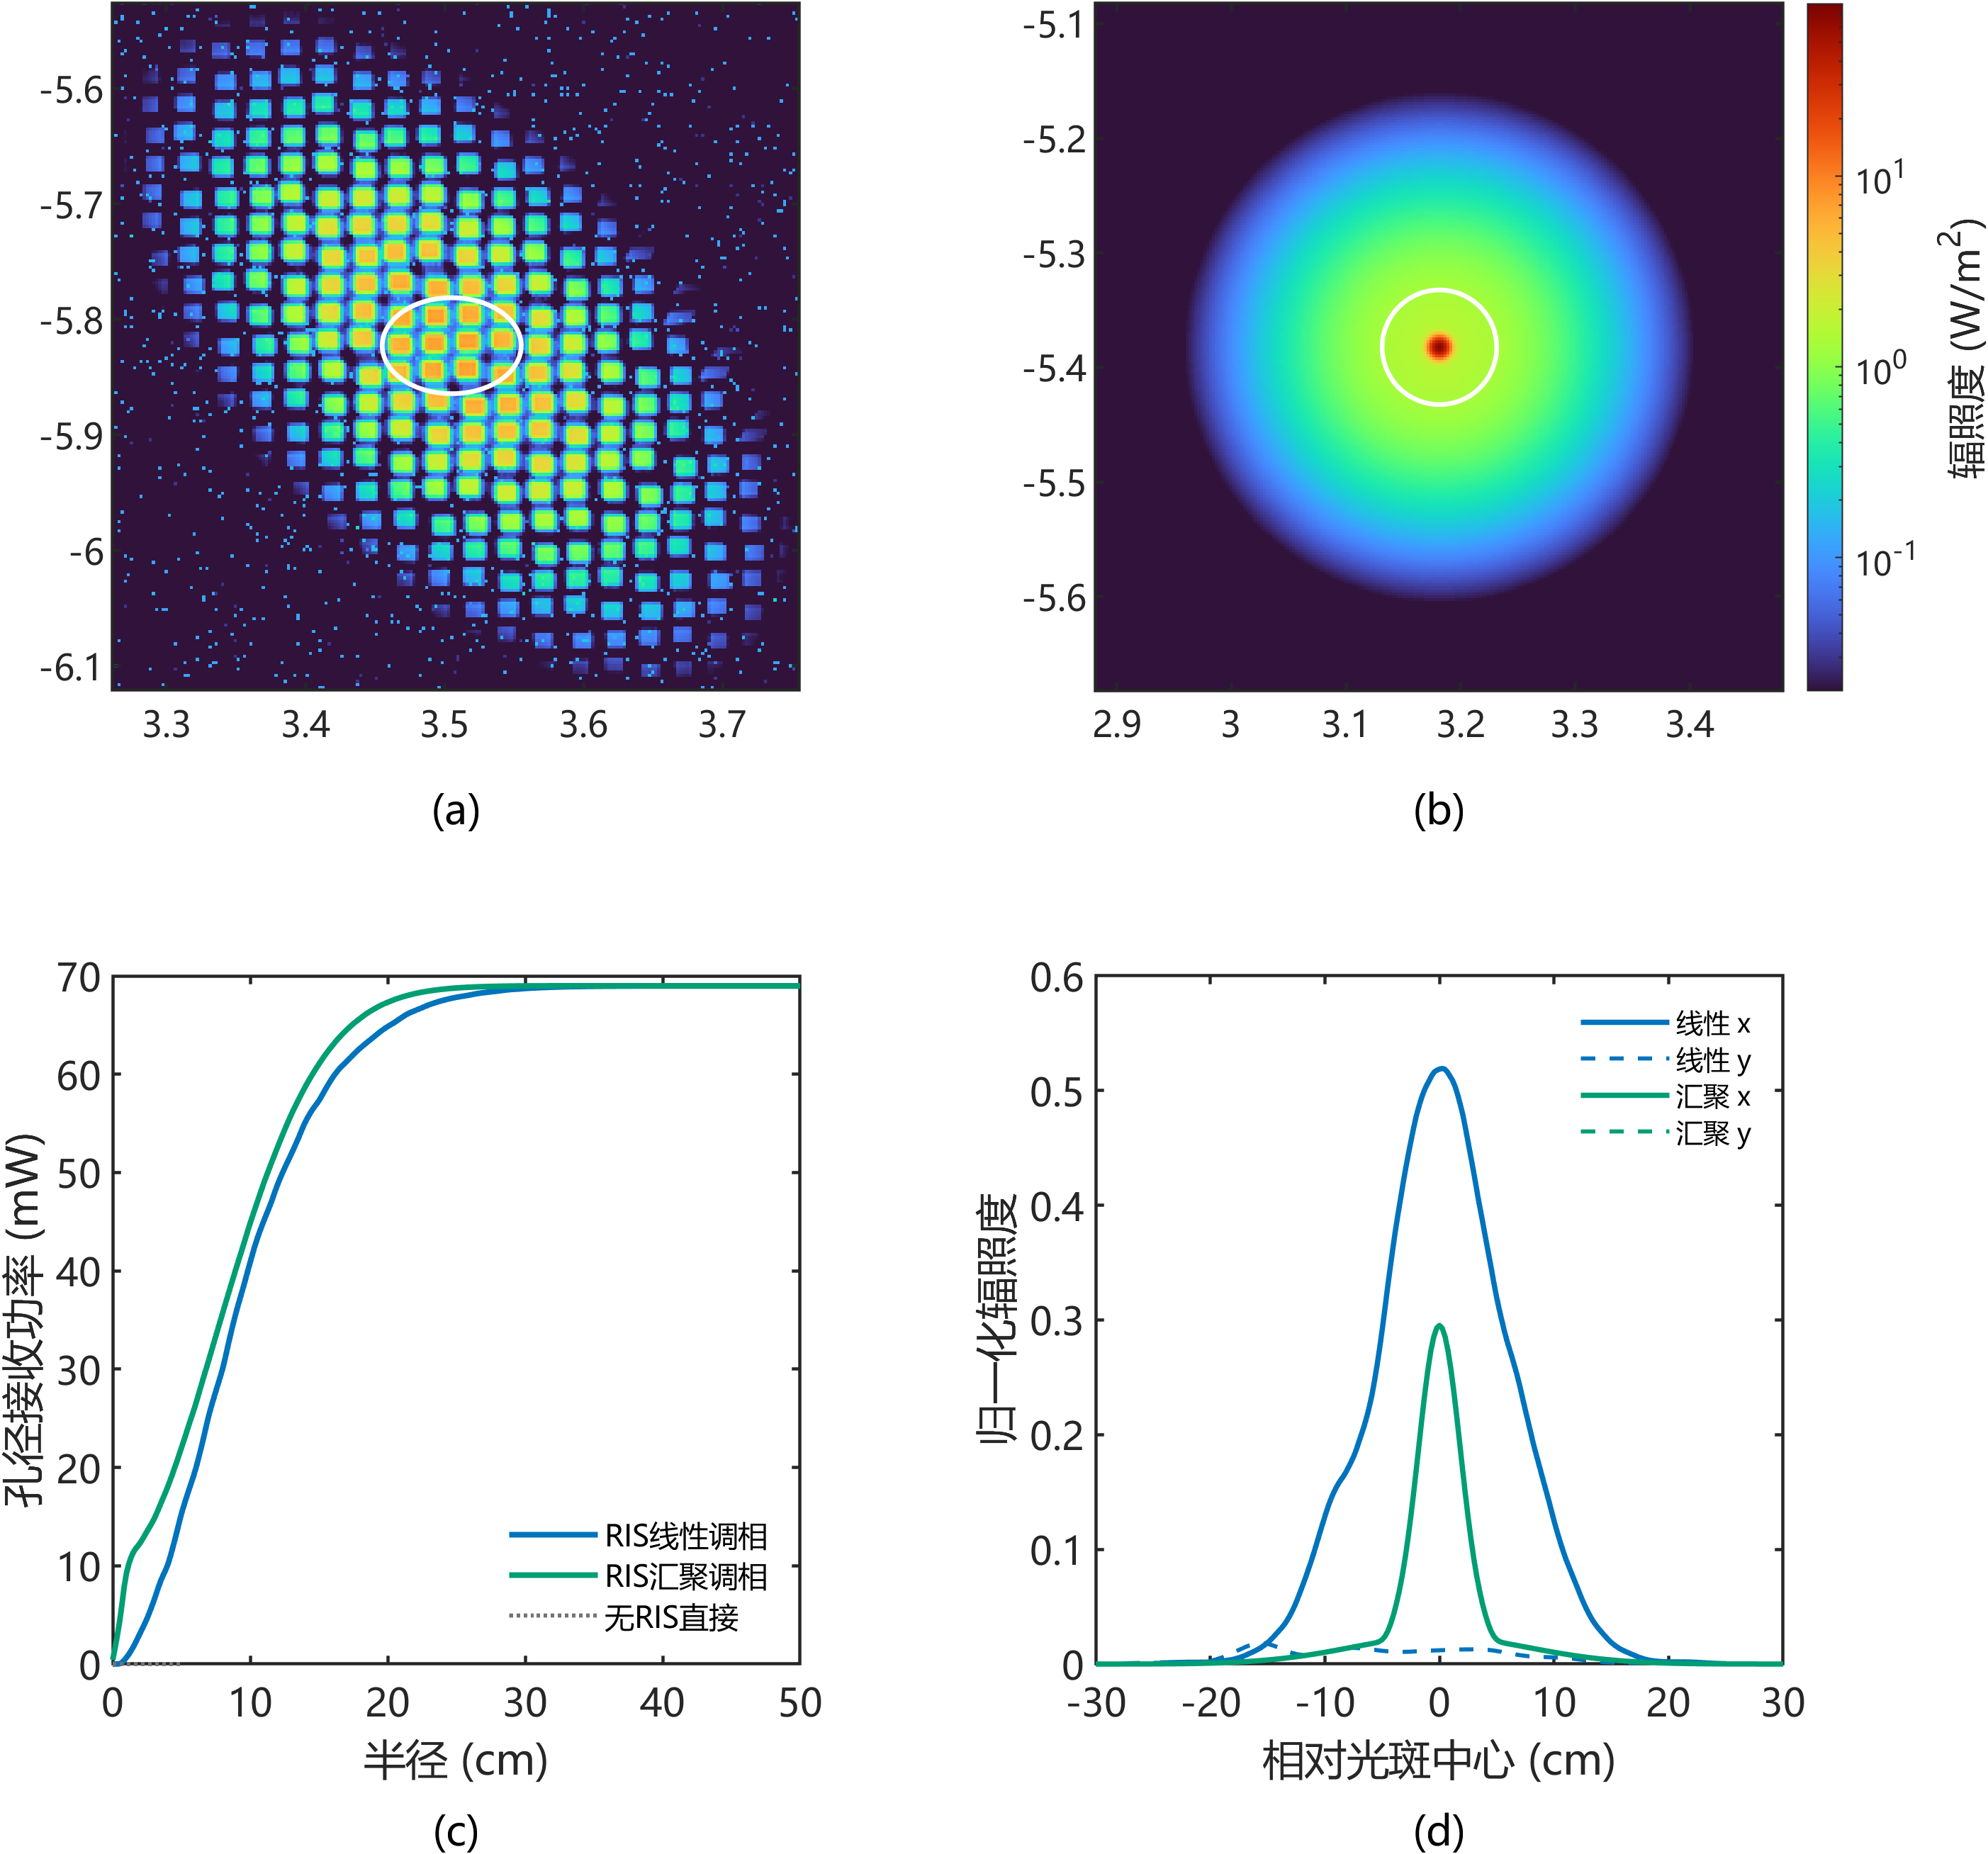 -5.6
-5.7
-5.8
-5.9
-6
-6.1
3.3 3.4 3.5 3.6 3.7
(a)
-5.1
-5.2
-5.3
-5.4
-5.5
-5.6
2.9 3 3.1 3.2 3.3 3.4
(b)
10^1
10^0
10^-1
辐照度 (W/m^2)
70
60
50
40
30
20
10
0
孔径接收功率 (mW)
RIS线性调相
RIS汇聚调相
无RIS直接
0 10 20 30 40 50
半径 (cm)
(c)
0.6
0.5
0.4
0.3
0.2
0.1
0
归一化辐照度
线性 x
线性 y
汇聚 x
汇聚 y
-30 -20 -10 0 10 20 30
相对光斑中心 (cm)
(d)